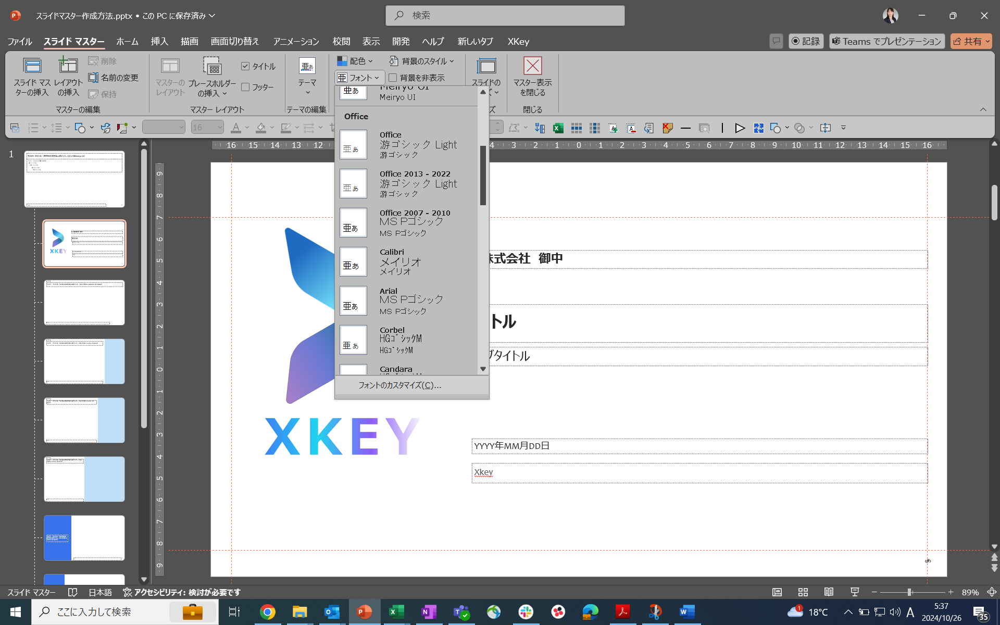 スライドマスター作成方法.pptx • この PC に保存済み
検索
ファイル スライド マスター ホーム 挿入 描画 画面切り替え アニメーション 校閲 表示 開発 ヘルプ 新しいタブ XKey
記録 Teams でプレゼンテーション 共有
スライド マスターの挿入
レイアウトの挿入
削除
名前の変更
保持
マスターの編集
マスターのレイアウト
プレースホルダーの挿入
タイトル
フッター
マスター レイアウト
亜あ
テーマ
テーマの編集
配色
亜 フォント
背景のスタイル
背景を非表示
スライドの
ズ
マスター表示を閉じる
閉じる
16
亜あ
Meiryo UI
Meiryo UI
Office
亜あ
Office
游ゴシック Light
游ゴシック
亜あ
Office 2013 - 2022
游ゴシック Light
游ゴシック
亜あ
Office 2007 - 2010
MS Pゴシック
MS Pゴシック
亜あ
Calibri
メイリオ
メイリオ
亜あ
Arial
MS Pゴシック
MS Pゴシック
亜あ
Corbel
HGゴシックM
HGゴシックM
Candara
フォントのカスタマイズ(C)...
16 15 14 13 12
4 3 2 1 0 1 2 3 4 5 6 7 8 9 10 11 12 13 14 15 16
9 8 7 6 5 4 3 2 1 0 1 2 3 4 5 6 7 8 9
1
XKEY
式会社 御中
トル
タイトル
XKEY
YYYY年MM月DD日
Xkey
スライド マスター 日本語 アクセシビリティ: 検討が必要です
89%
ここに入力して検索
1
18°C
A
5:37
2024/10/26
35